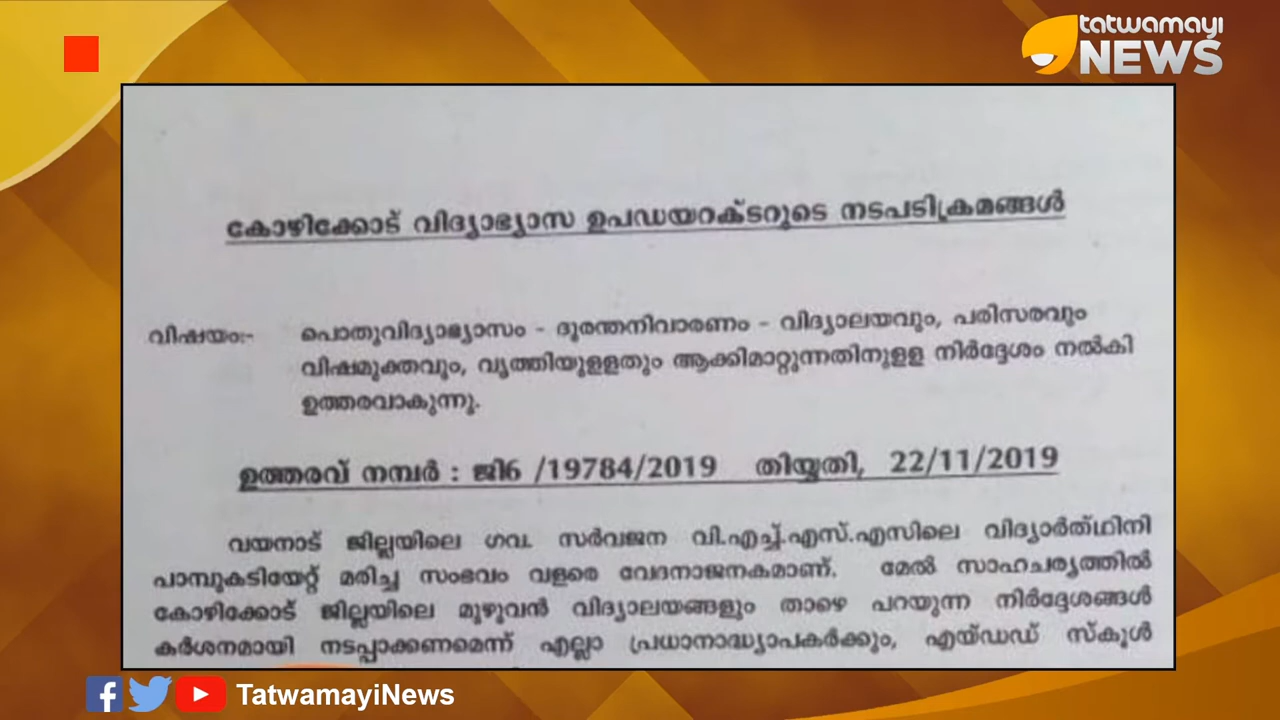 tatwamayi
NEWS
കോഴിക്കോട് വിദ്യാഭ്യാസ ഉപഡയറക്ടറുടെ നടപടിക്രമങ്ങൾ
വിഷയം:- പൊതുവിദ്യാഭ്യാസം - ദുരന്തനിവാരണം - വിദ്യാലയവും, പരിസരവും
വിഷമുക്തവും, വൃത്തിയുളളതും ആക്കിമാറ്റുന്നതിനുളള നിർദ്ദേശം നൽകി
ഉത്തരവാകുന്നു.
ഉത്തരവ് നമ്പർ : ജി6 /19784/2019 തിയ്യതി, 22/11/2019
വയനാട് ജില്ലയിലെ ഗവ. സർവജന വി.എച്ച്.എസ്.എസിലെ വിദ്യാർത്ഥിനി
പാമ്പുകടിയേറ്റ് മരിച്ച സംഭവം വളരെ വേദനാജനകമാണ്. മേൽ സാഹചര്യത്തിൽ
കോഴിക്കോട് ജില്ലയിലെ മുഴുവൻ വിദ്യാലയങ്ങളും താഴെ പറയുന്ന നിർദ്ദേശങ്ങൾ
കർശനമായി നടപ്പാക്കണമെന്ന് എല്ലാ പ്രധാനാദ്ധ്യാപകർക്കും, എയ്ഡഡ് സ്കൂൾ
TatwamayiNews